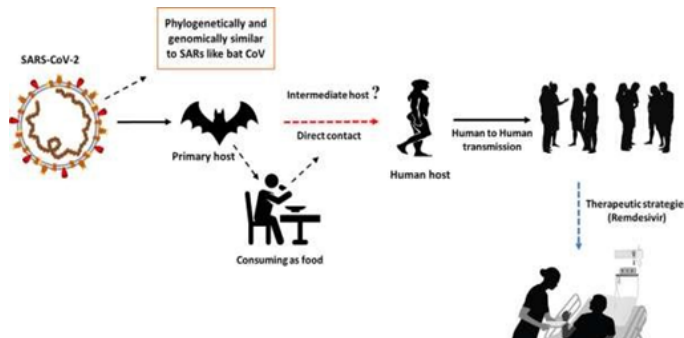 Phylogenetically and
genomically similar
to SARs like bat CoV
SARS-CoV-2
Intermediate host ?
Direct contact
Primary host
Human host
Human to Human
transmission
Consuming as food
Therapeutic strategie
(Remdesivir)